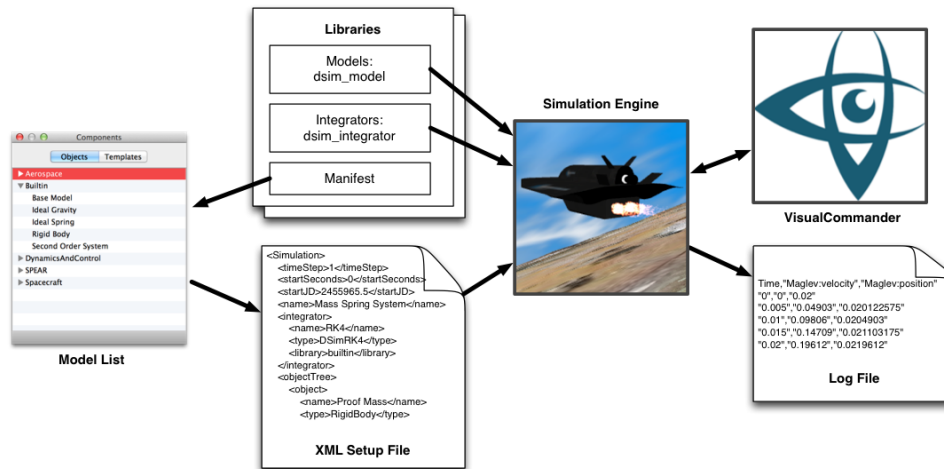 Libraries
Models:
dsim_model
Integrators:
dsim_integrator
Manifest
Simulation Engine
VisualCommander
Components
Objects
Templates
Aerospace
Builtin
Base Model
Ideal Gravity
Ideal Spring
Rigid Body
Second Order System
DynamicsAndControl
SPEAR
Spacecraft
Model List
<Simulation>
<timeStep>1</timeStep>
<startSeconds>0</startSeconds>
<startJD>2455965.5</startJD>
<name>Mass Spring System</name>
<integrator>
<name>RK4</name>
<type>DSimRK4</type>
<library>builtin</library>
</integrator>
<objectTree>
<object>
<name>Proof Mass</name>
<type>RigidBody</type>
XML Setup File
Time,"Maglev:velocity","Maglev:position"
"0","0","0.02"
"0.005","0.04903","0.020122575"
"0.01","0.09806","0.0204903"
"0.015","0.14709","0.021103175"
"0.02","0.19612","0.0219612"
Log File